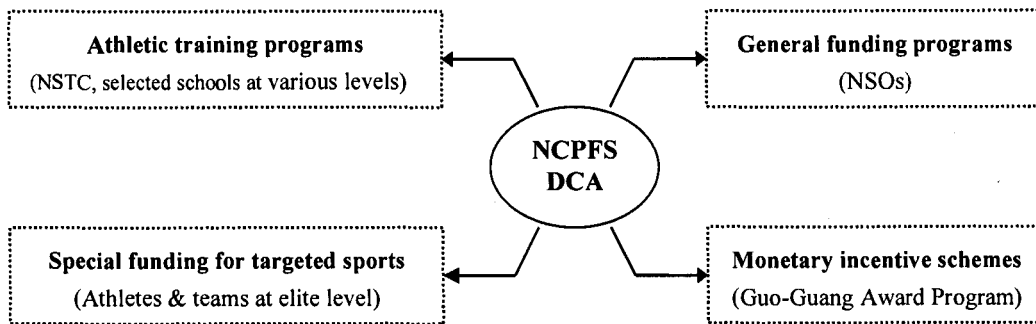 Athletic training programs
(NSTC, selected schools at various levels)
General funding programs
(NSOs)
NCPFS
DCA
Special funding for targeted sports
(Athletes & teams at elite level)
Monetary incentive schemes
(Guo-Guang Award Program)